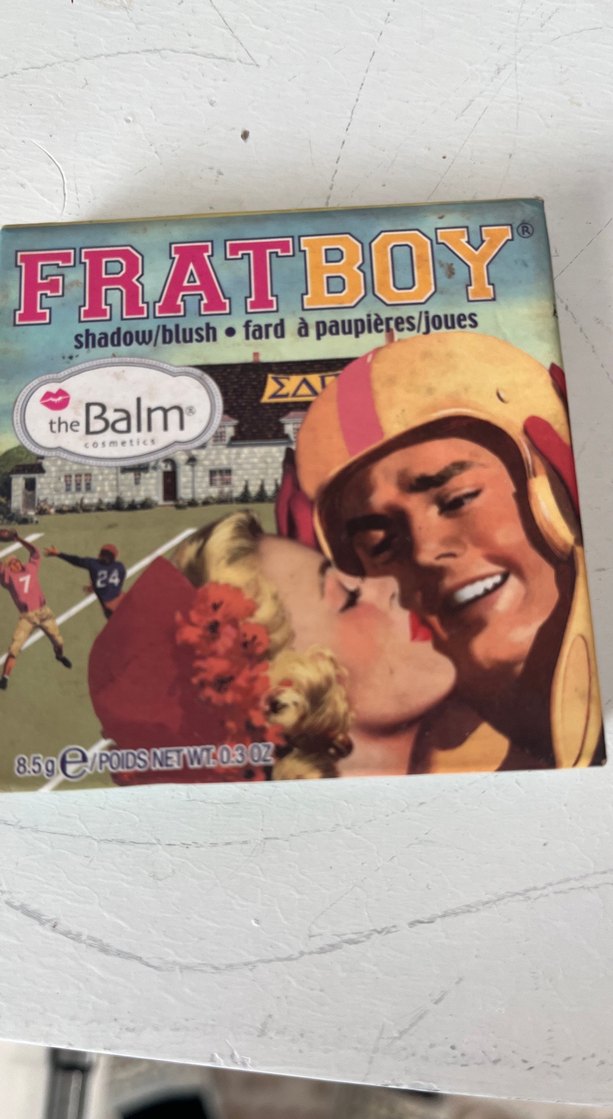 FRATBOY®
shadow/blush • fard à paupières/joues
the Balm®
cosmetics
7
24
8.5g ℮/POIDS NET WT. 0.3 OZ